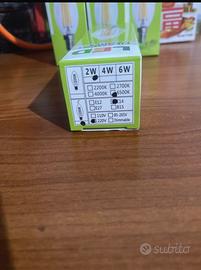 2W 4W 6W
2200K 2700K
4000K 6500K
E12 E14
E27 B15
110V 85-265V
220V Dimmable
subito